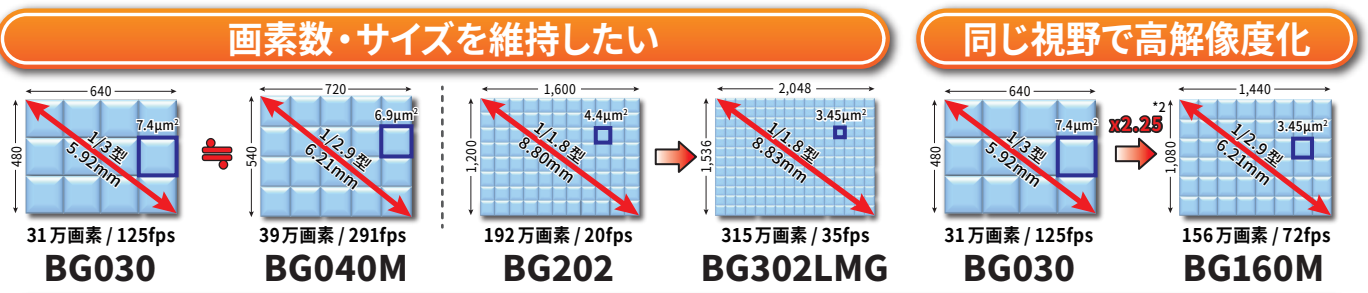 画素数・サイズを維持したい
640
480
7.4μm²
1/3型
5.92mm
31万画素 / 125fps
BG030
≒
720
540
6.9μm²
1/2.9型
6.21mm
39万画素 / 291fps
BG040M
1,600
1,200
4.4μm²
1/1.8型
8.80mm
192万画素 / 20fps
BG202
2,048
1,536
3.45μm²
1/1.8型
8.83mm
315万画素 / 35fps
BG302LMG
同じ視野で高解像度化
640
480
7.4μm²
1/3型
5.92mm
31万画素 / 125fps
BG030
x2.25
*2
1,440
1,080
3.45μm²
1/2.9型
6.21mm
156万画素 / 72fps
BG160M